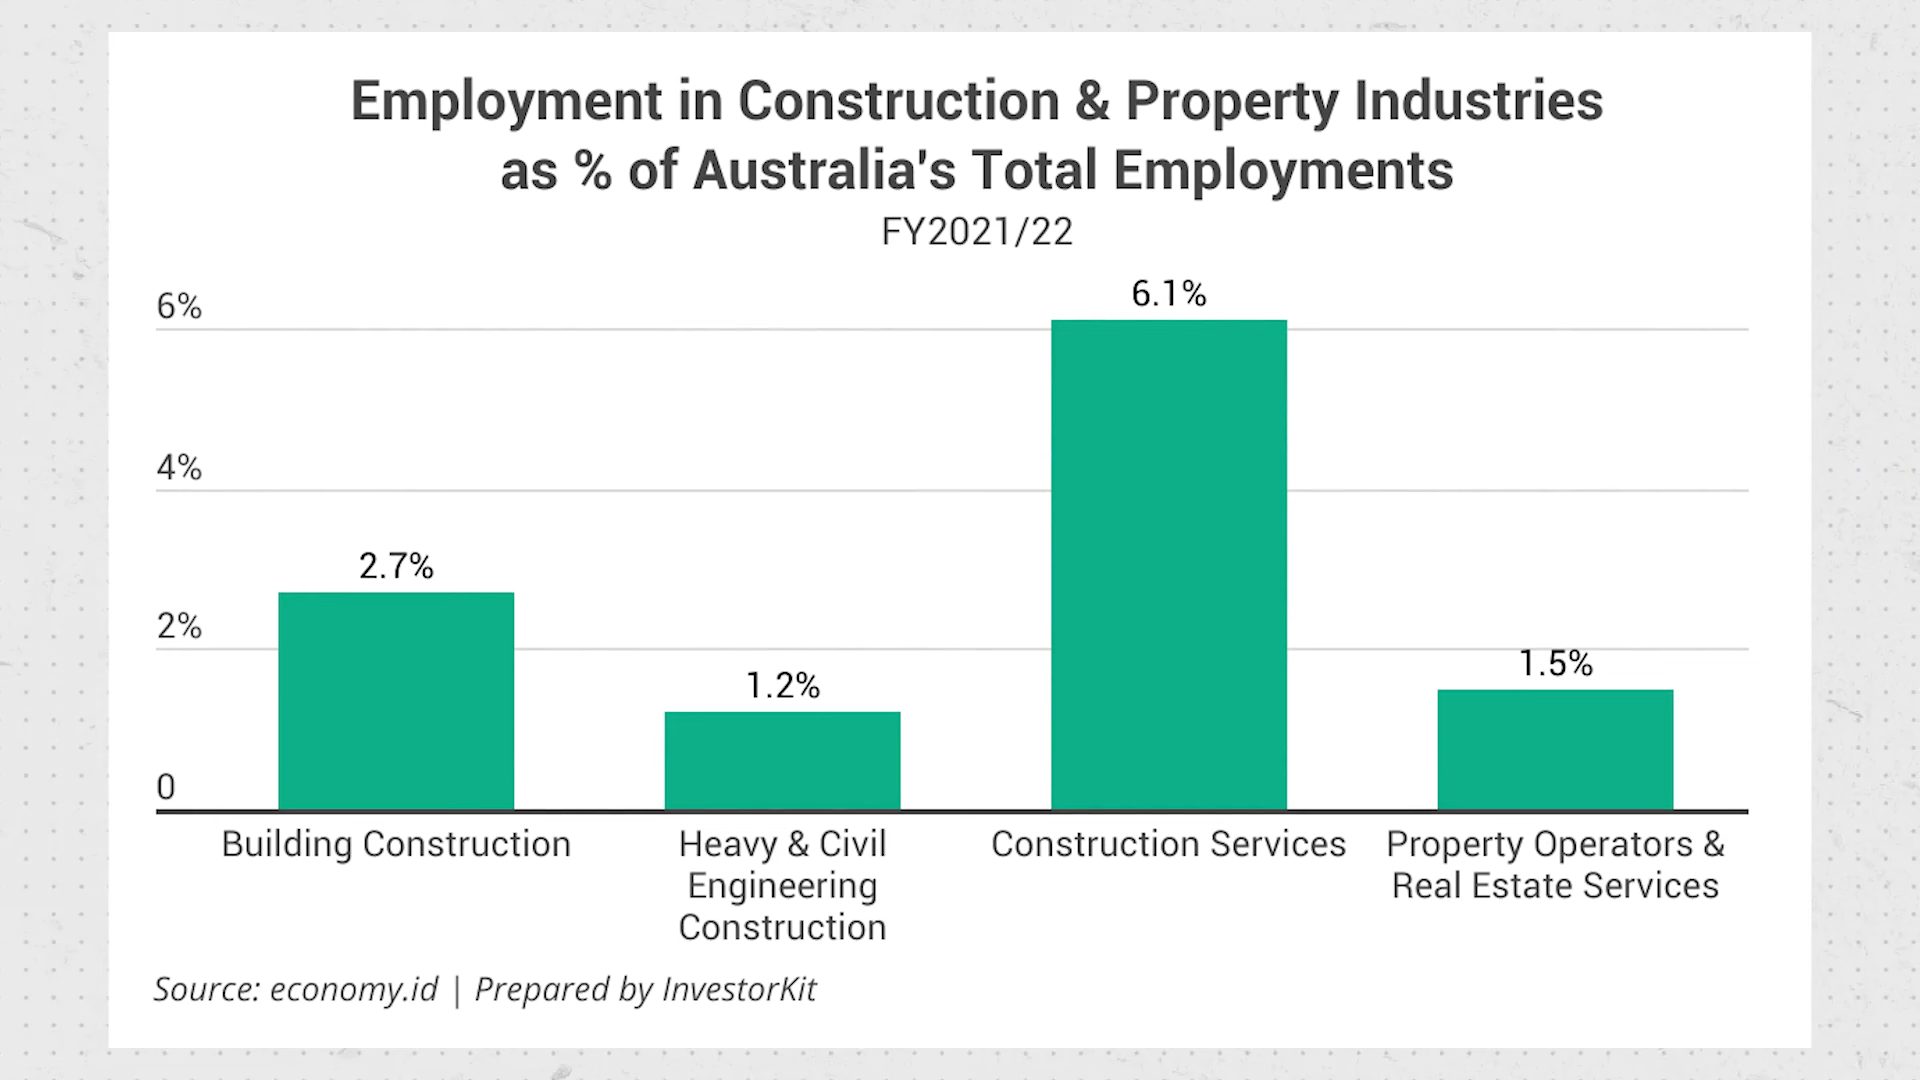 Employment in Construction & Property Industries
as % of Australia's Total Employments
FY2021/22
6%
4%
2%
0
2.7%
1.2%
6.1%
1.5%
Building Construction
Heavy & Civil
Engineering
Construction
Construction Services
Property Operators &
Real Estate Services
Source: economy.id | Prepared by InvestorKit